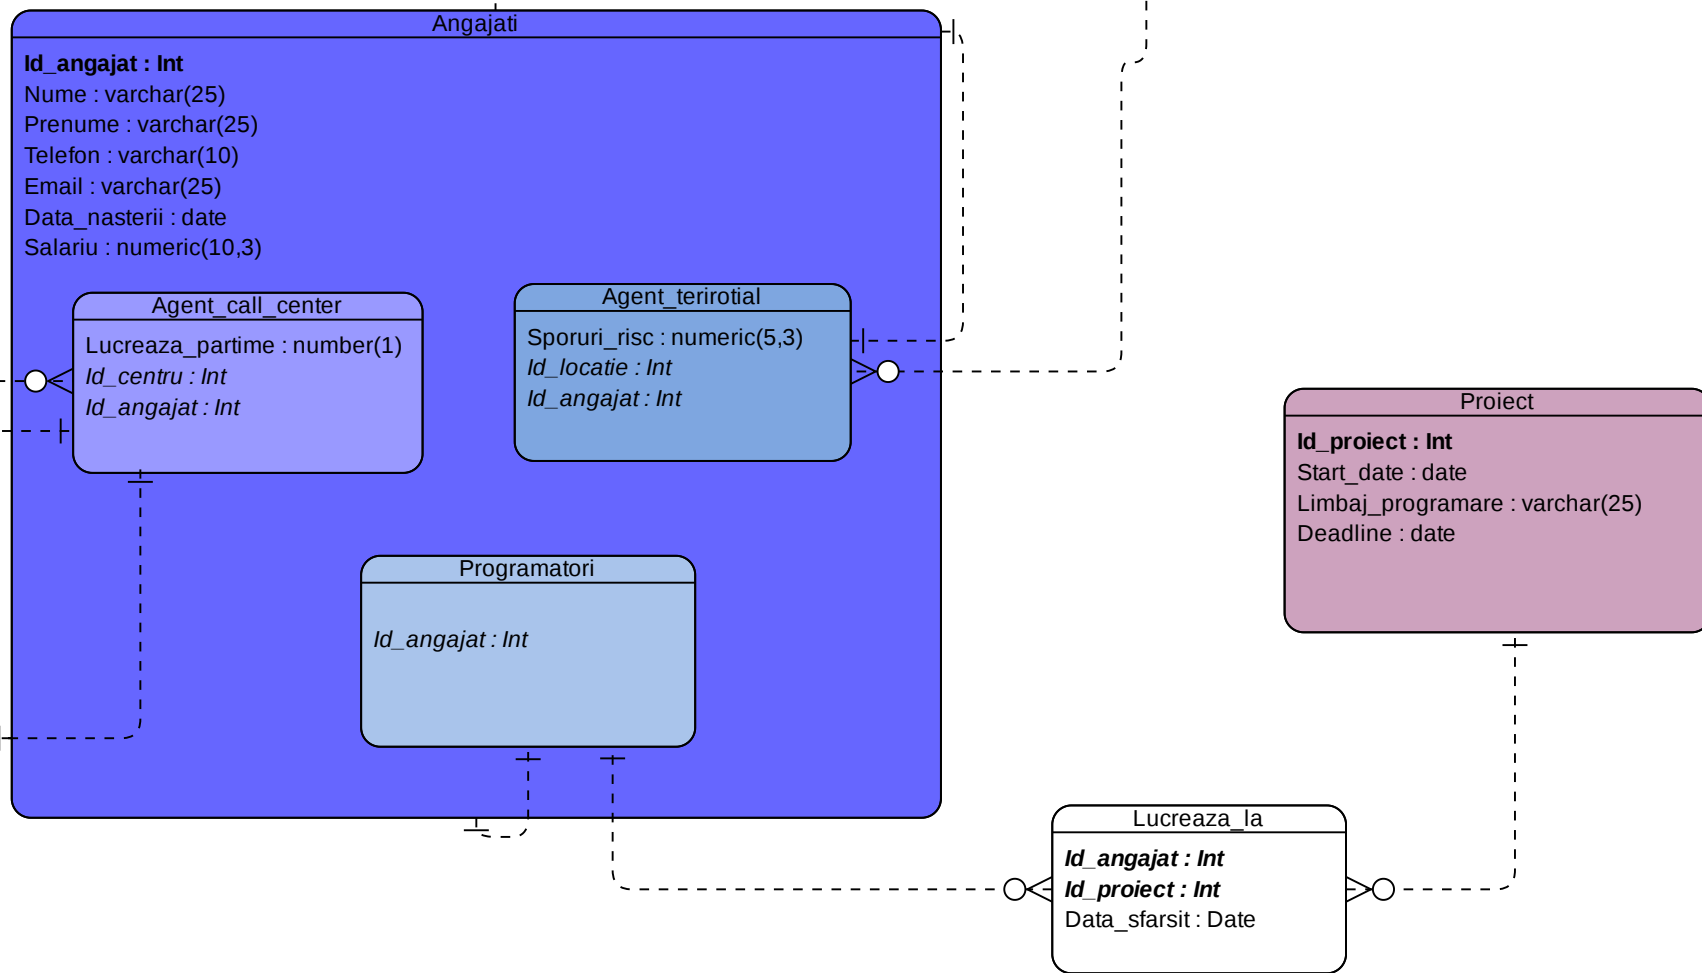 Angajati
Id_angajat : Int
Nume : varchar(25)
Prenume : varchar(25)
Telefon : varchar(10)
Email : varchar(25)
Data_nasterii : date
Salariu : numeric(10,3)
Agent_call_center
Lucreaza_partime : number(1)
Id_centru : Int
Id_angajat : Int
Agent_terirotial
Sporuri_risc : numeric(5,3)
Id_locatie : Int
Id_angajat : Int
Programatori
Id_angajat : Int
Proiect
Id_proiect : Int
Start_date : date
Limbaj_programare : varchar(25)
Deadline : date
Lucreaza_la
Id_angajat : Int
Id_proiect : Int
Data_sfarsit : Date